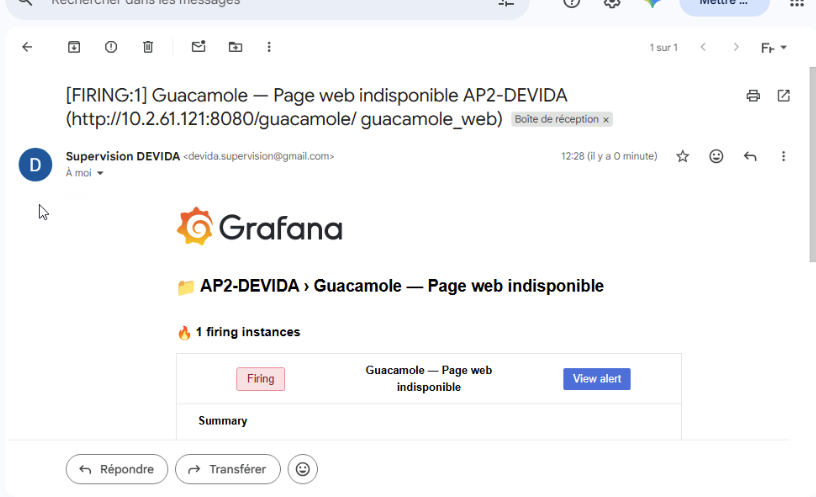 Rechercher dans les messages
Mettre ...
1 sur 1
Fr
[FIRING:1] Guacamole — Page web indisponible AP2-DEVIDA
(http://10.2.61.121:8080/guacamole/ guacamole_web) Boîte de réception ×
Supervision DEVIDA <devida.supervision@gmail.com> 12:28 (il y a 0 minute)
D
À moi
Grafana
AP2-DEVIDA › Guacamole — Page web indisponible
1 firing instances
Firing
Guacamole — Page web
indisponible
View alert
Summary
Répondre
Transférer